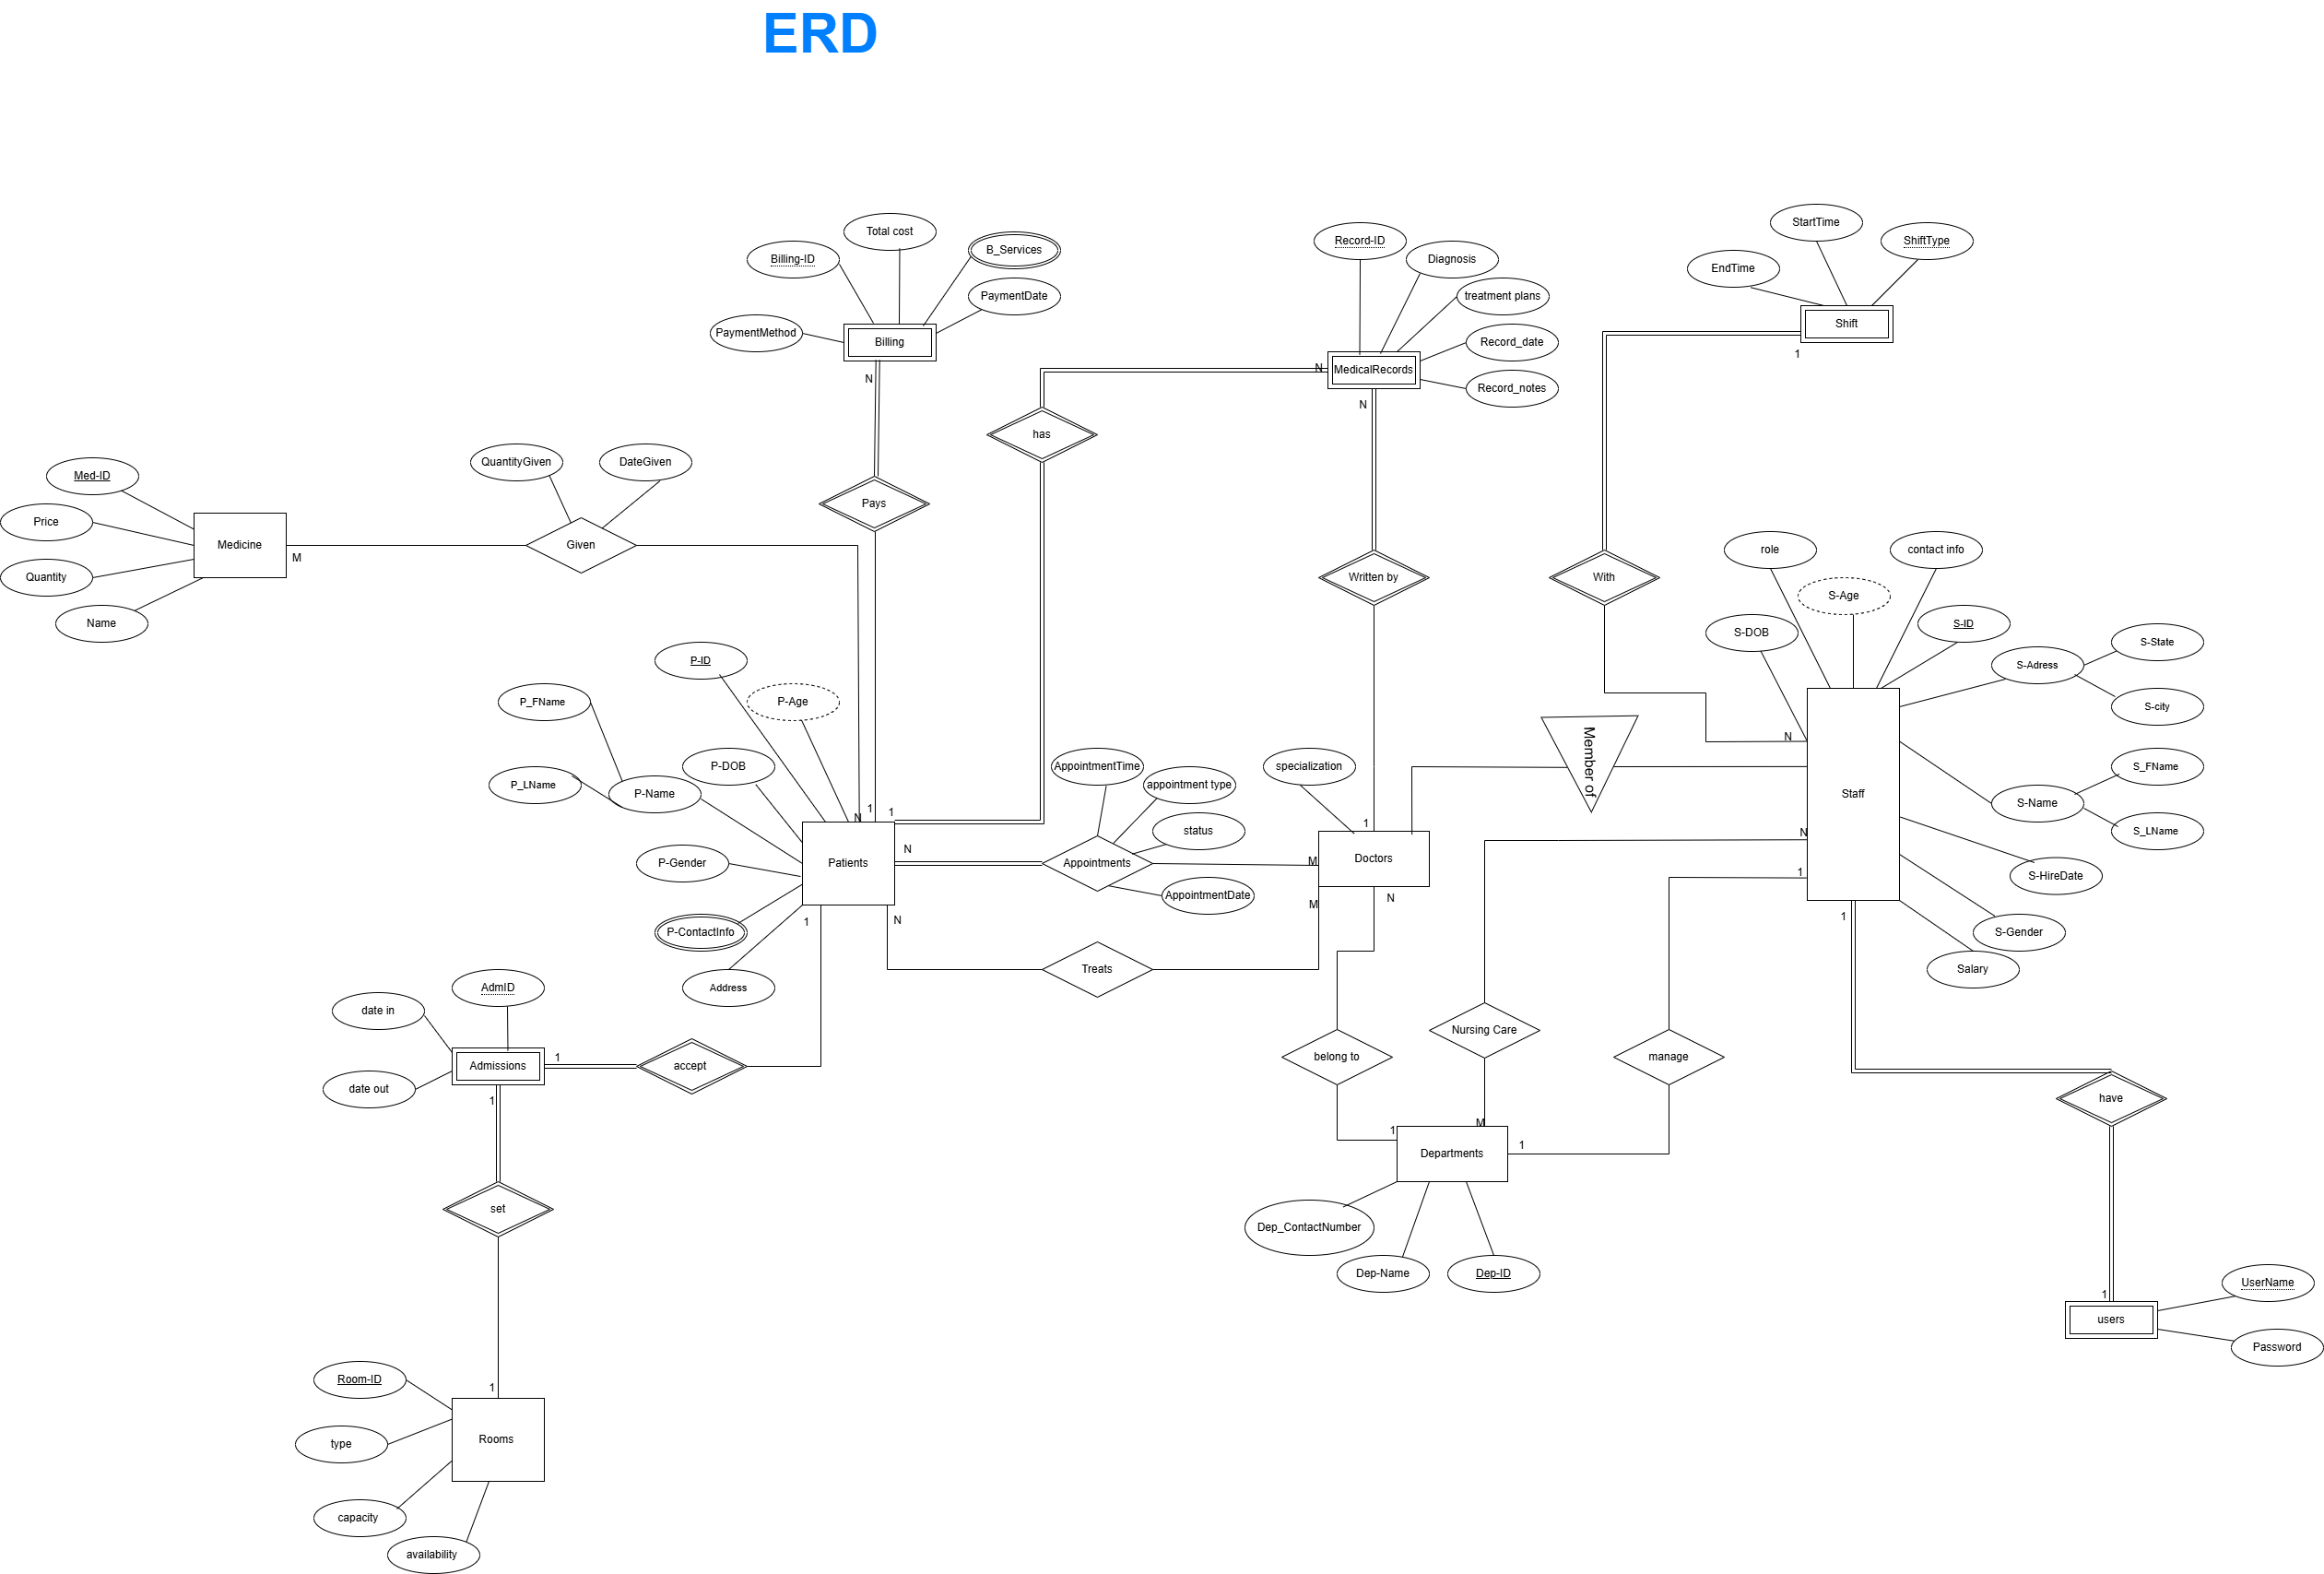 ERD
StartTime
Total cost
Record-ID
ShiftType
B_Services
Billing-ID
Diagnosis
EndTime
PaymentDate
treatment plans
PaymentMethod
Billing
Shift
Record_date
1
N
N
MedicalRecords
Record_notes
N
has
QuantityGiven
DateGiven
Med-ID
Pays
Price
Medicine
M
Given
role
contact info
Written by
With
Quantity
S-Age
Name
S-DOB
S-ID
S-State
P-ID
S-Adress
P_FName
P-Age
S-city
N
Member of
AppointmentTime
specialization
P-DOB
S_FName
P_LName
appointment type
P-Name
Staff
S-Name
1
1
N
1
status
N
S_LName
N
Patients
Appointments
M
Doctors
P-Gender
1
S-HireDate
AppointmentDate
N
M
1
1
N
P-ContactInfo
S-Gender
Treats
Salary
AdmID
Address
date in
Nursing Care
1
belong to
manage
Admissions
accept
date out
1
have
M
1
1
Departments
set
Dep_ContactNumber
Dep-Name
Dep-ID
UserName
1
users
Password
Room-ID
1
type
Rooms
capacity
availability